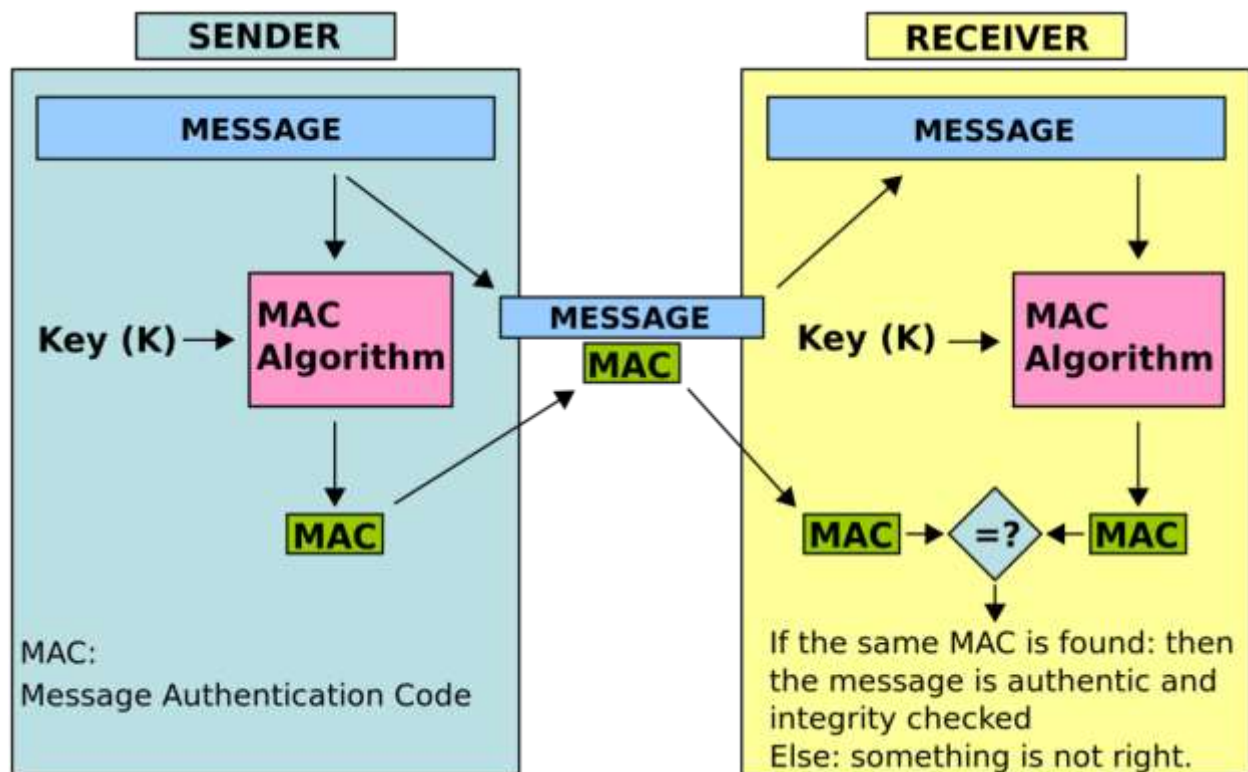 SENDER
RECEIVER
MESSAGE
MESSAGE
Key (K)
MAC
Algorithm
MESSAGE
MAC
Key (K)
MAC
Algorithm
MAC
MAC
=?
MAC
MAC:
Message Authentication Code
If the same MAC is found: then
the message is authentic and
integrity checked
Else: something is not right.